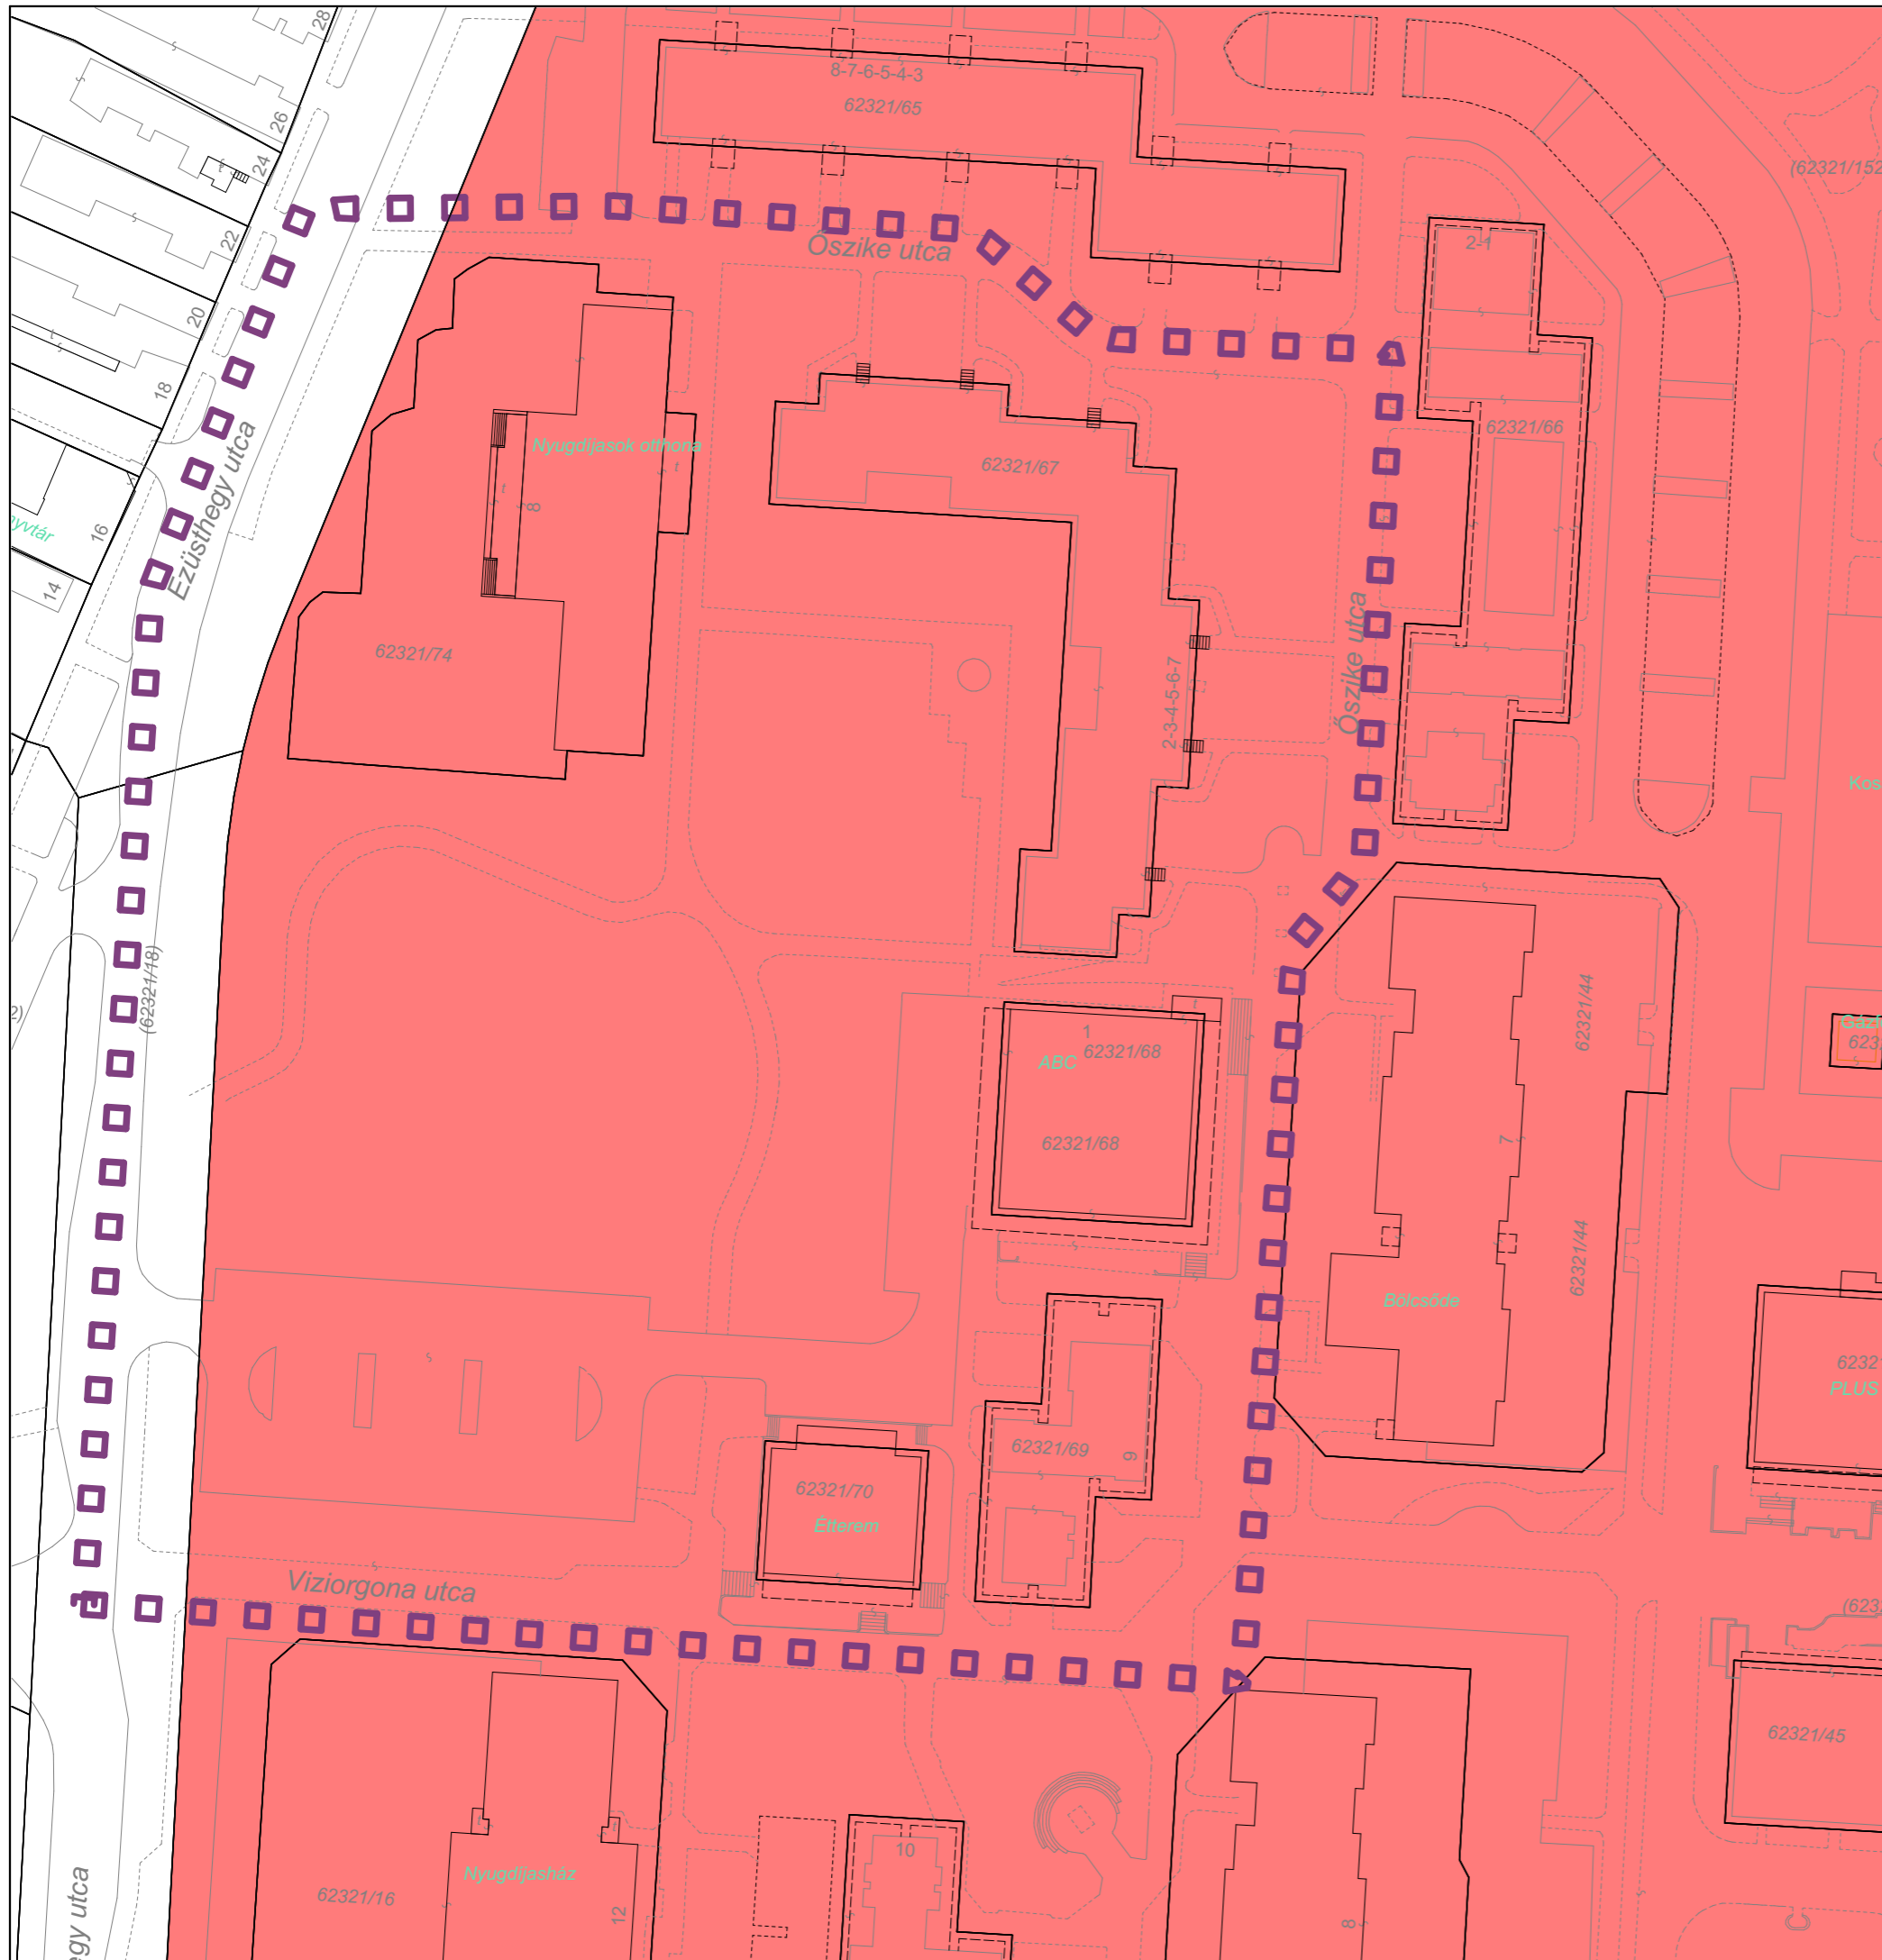 28
26
24
22
20
18
16
14
8-7-6-5-4-3
62321/65
(62321/152
Őszike utca
2-1
62321/66
Nyugdíjasok otthona
t
t
t
8
62321/67
Ezüsthegy utca
62321/74
2-3-4-5-6-7
Őszike utca
(62321/18)
2)
62321/44
1
62321/68
ABC
62321/68
7
62321/44
Bölcsőde
62321/69
9
62321/70
Étterem
PLUS
Viziorgona utca
62321/45
10
Nyugdíjasház
62321/16
12
8
egy utca